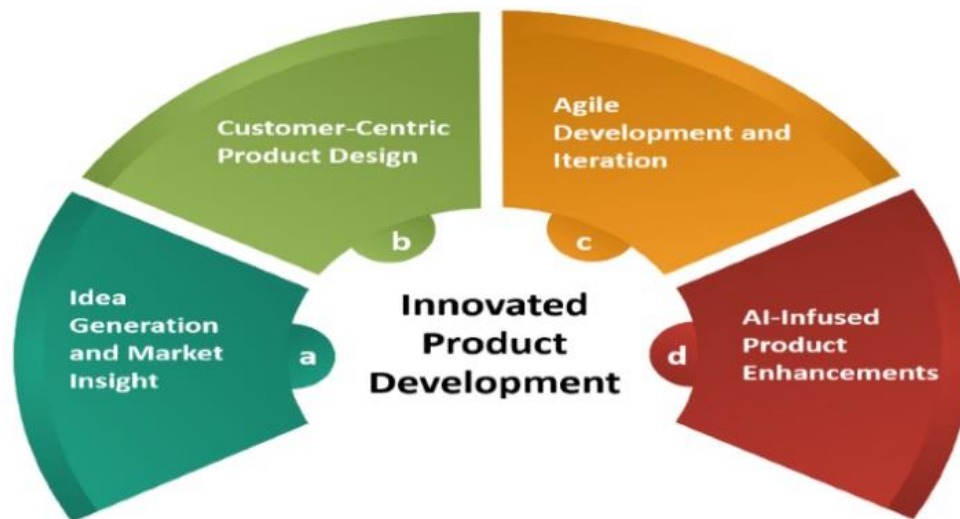 a
Idea
Generation
and Market
Insight
b
Customer-Centric
Product Design
c
Agile
Development and
Iteration
d
AI-Infused
Product
Enhancements
Innovated
Product
Development